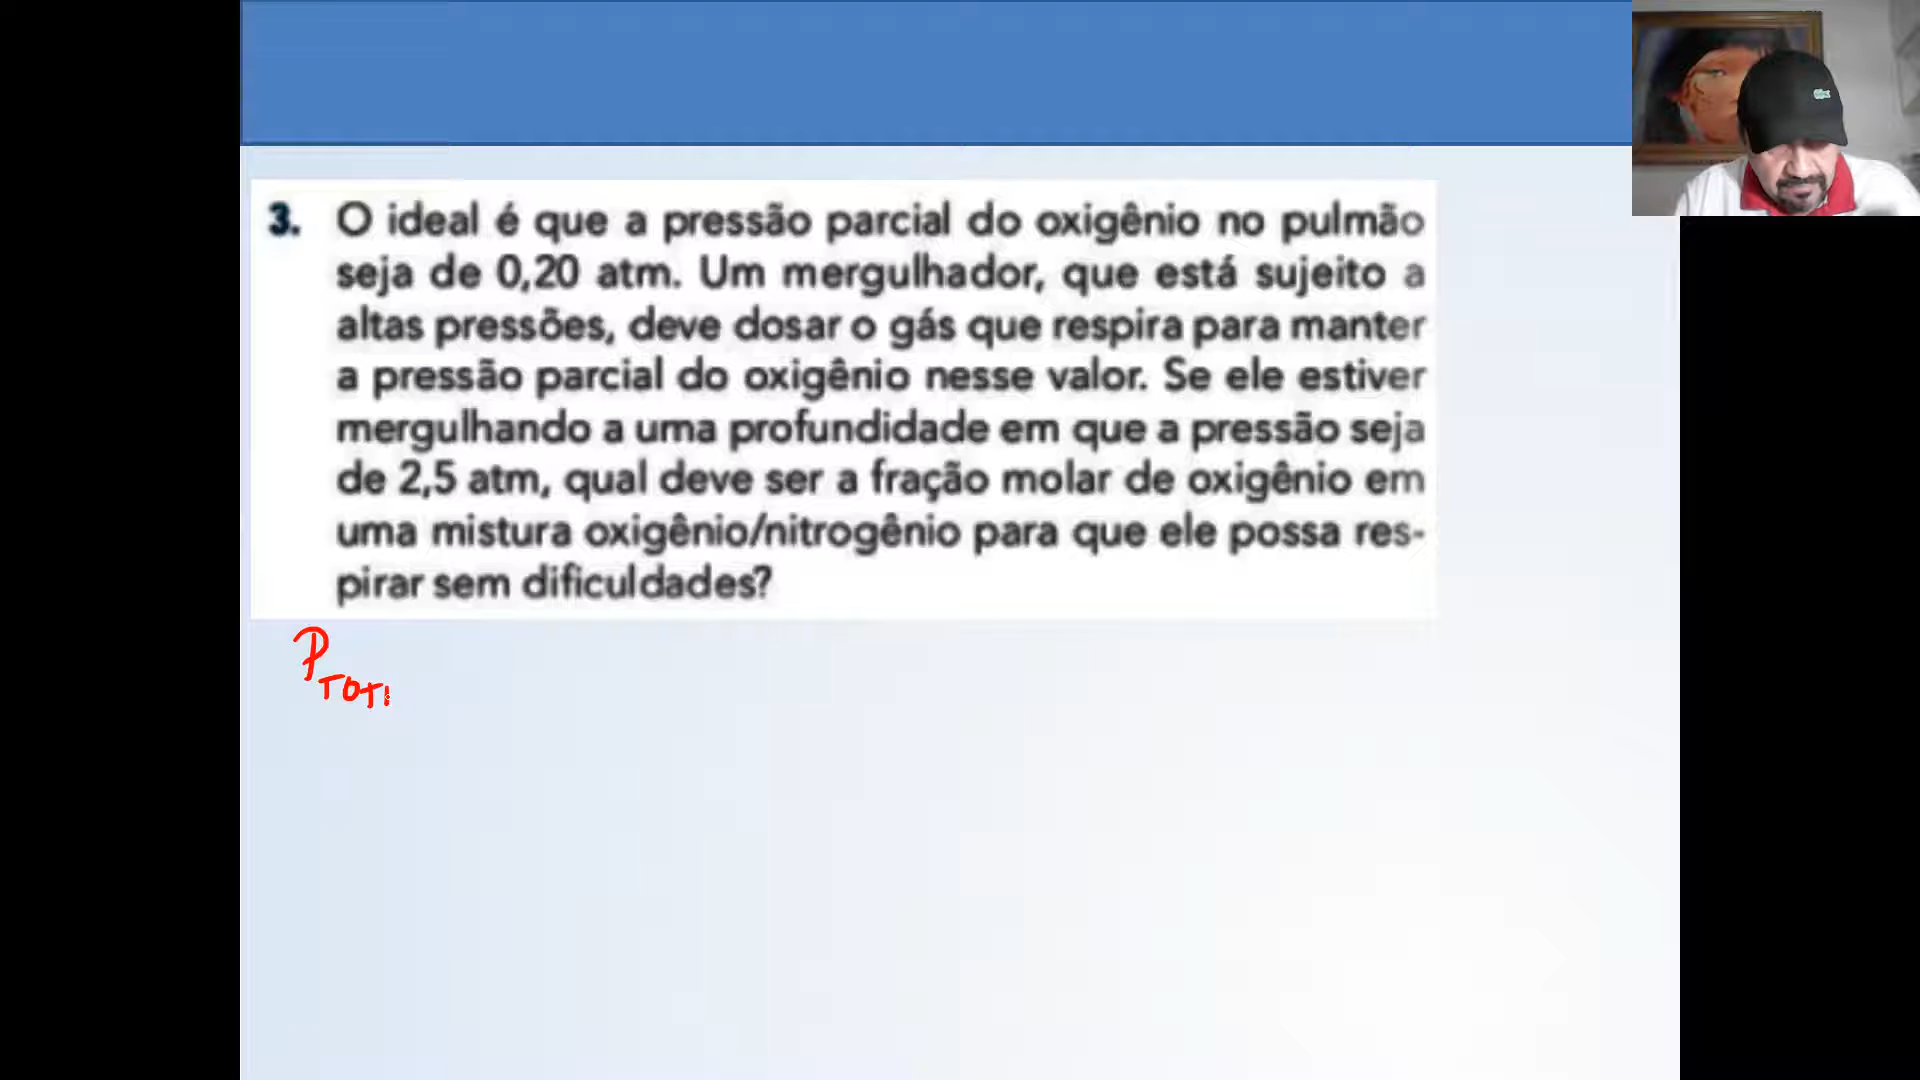 3. O ideal é que a pressão parcial do oxigênio no pulmão
seja de 0,20 atm. Um mergulhador, que está sujeito a
altas pressões, deve dosar o gás que respira para manter
a pressão parcial do oxigênio nesse valor. Se ele estiver
mergulhando a uma profundidade em que a pressão seja
de 2,5 atm, qual deve ser a fração molar de oxigênio em
uma mistura oxigênio/nitrogênio para que ele possa res-
pirar sem dificuldades?
P
TOT